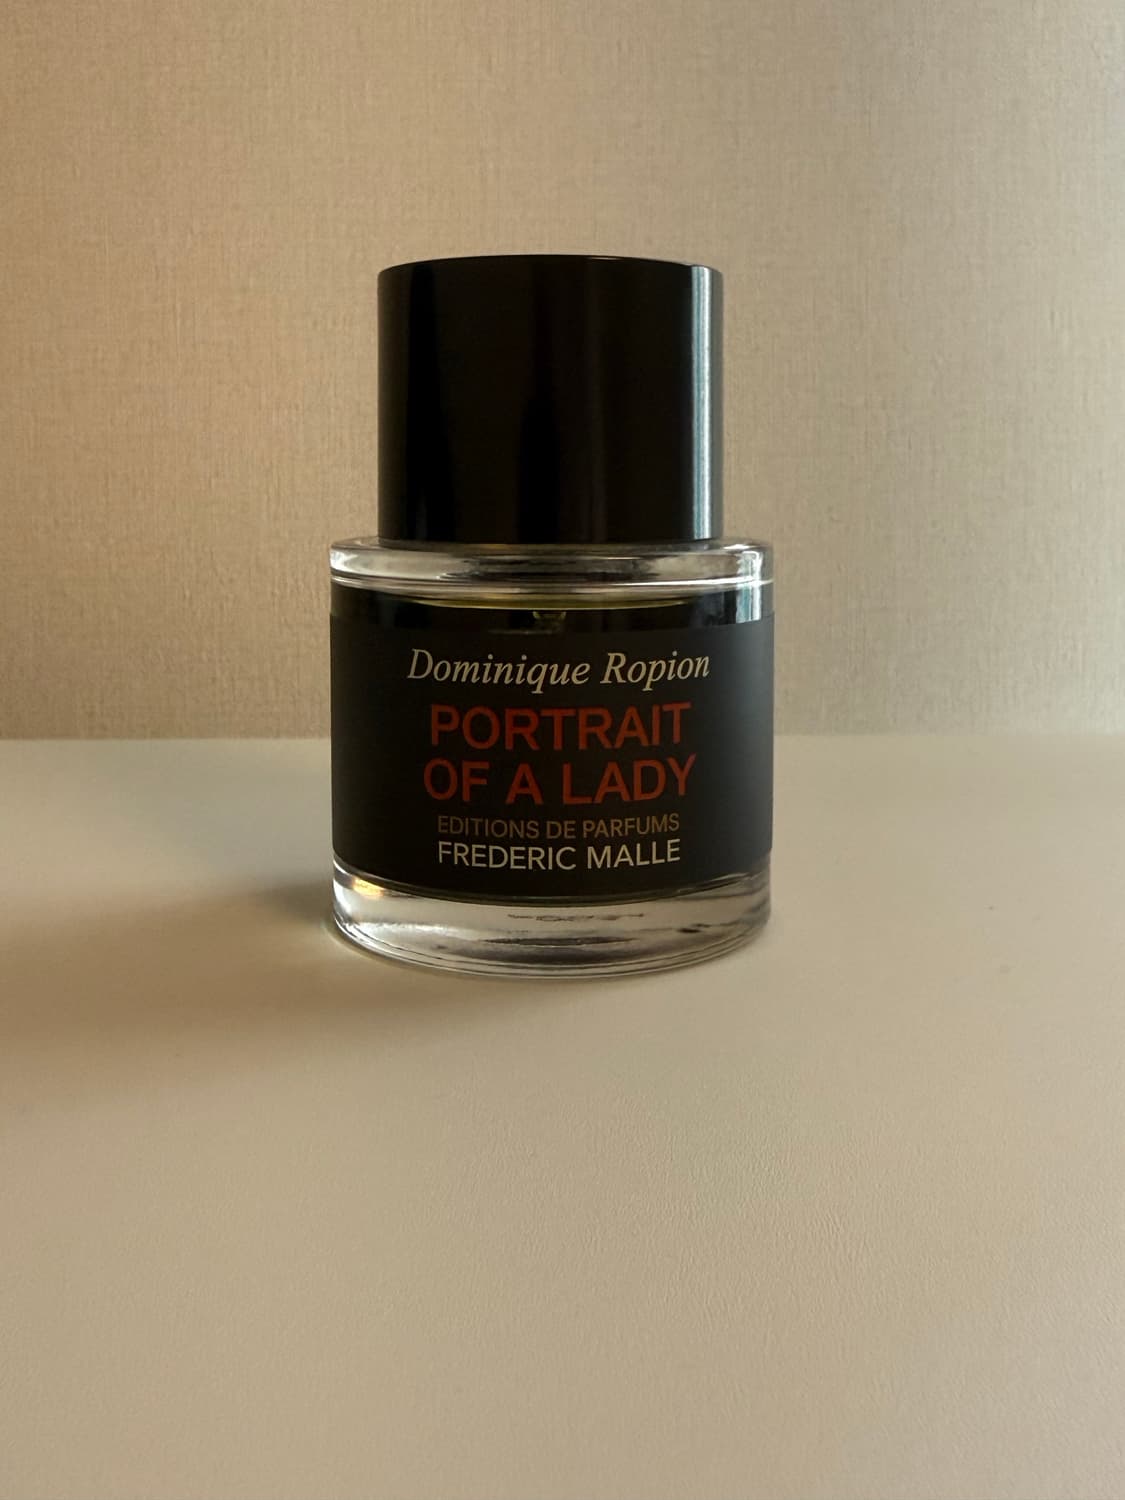 Dominique Ropion
PORTRAIT
OF A LADY
EDITIONS DE PARFUMS
FREDERIC MALLE